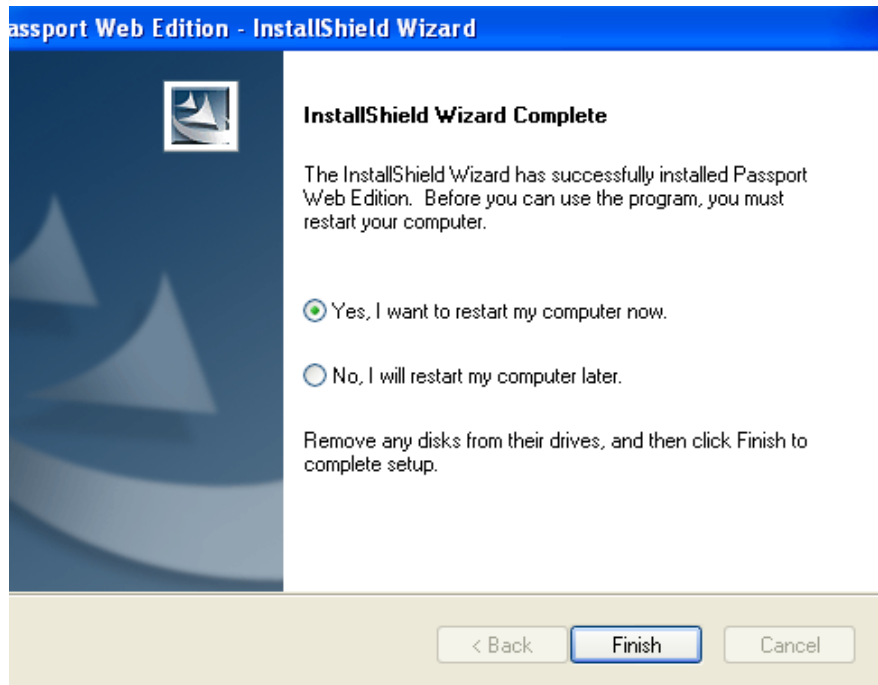 assport Web Edition - InstallShield Wizard
InstallShield Wizard Complete
The InstallShield Wizard has successfully installed Passport
Web Edition.  Before you can use the program, you must
restart your computer.
Yes, I want to restart my computer now.
No, I will restart my computer later.
Remove any disks from their drives, and then click Finish to
complete setup.
< Back
Finish
Cancel